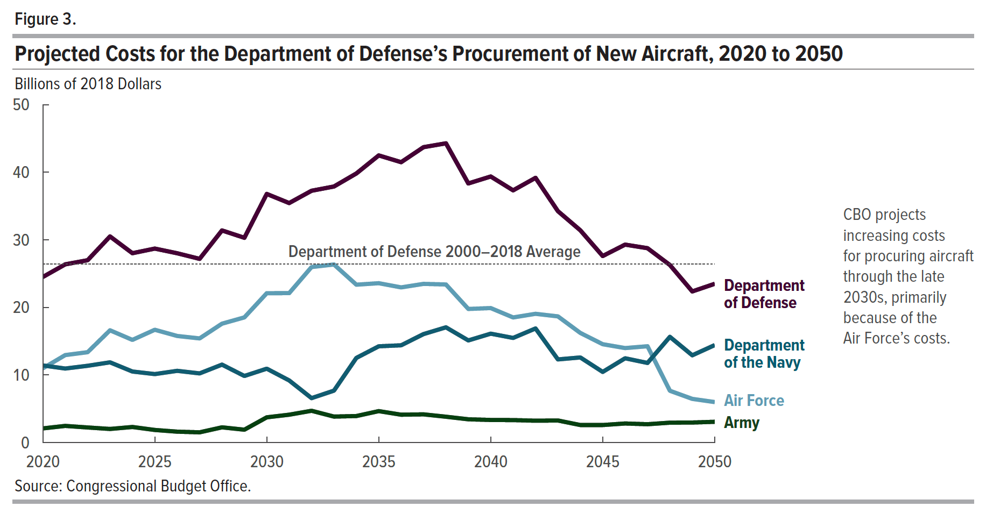 Figure 3.
Projected Costs for the Department of Defense’s Procurement of New Aircraft, 2020 to 2050
Billions of 2018 Dollars
50
40
30
20
10
0
Department of Defense 2000–2018 Average
Department
of Defense
Department
of the Navy
Air Force
Army
CBO projects
increasing costs
for procuring aircraft
through the late
2030s, primarily
because of the
Air Force’s costs.
2020 2025 2030 2035 2040 2045 2050
Source: Congressional Budget Office.